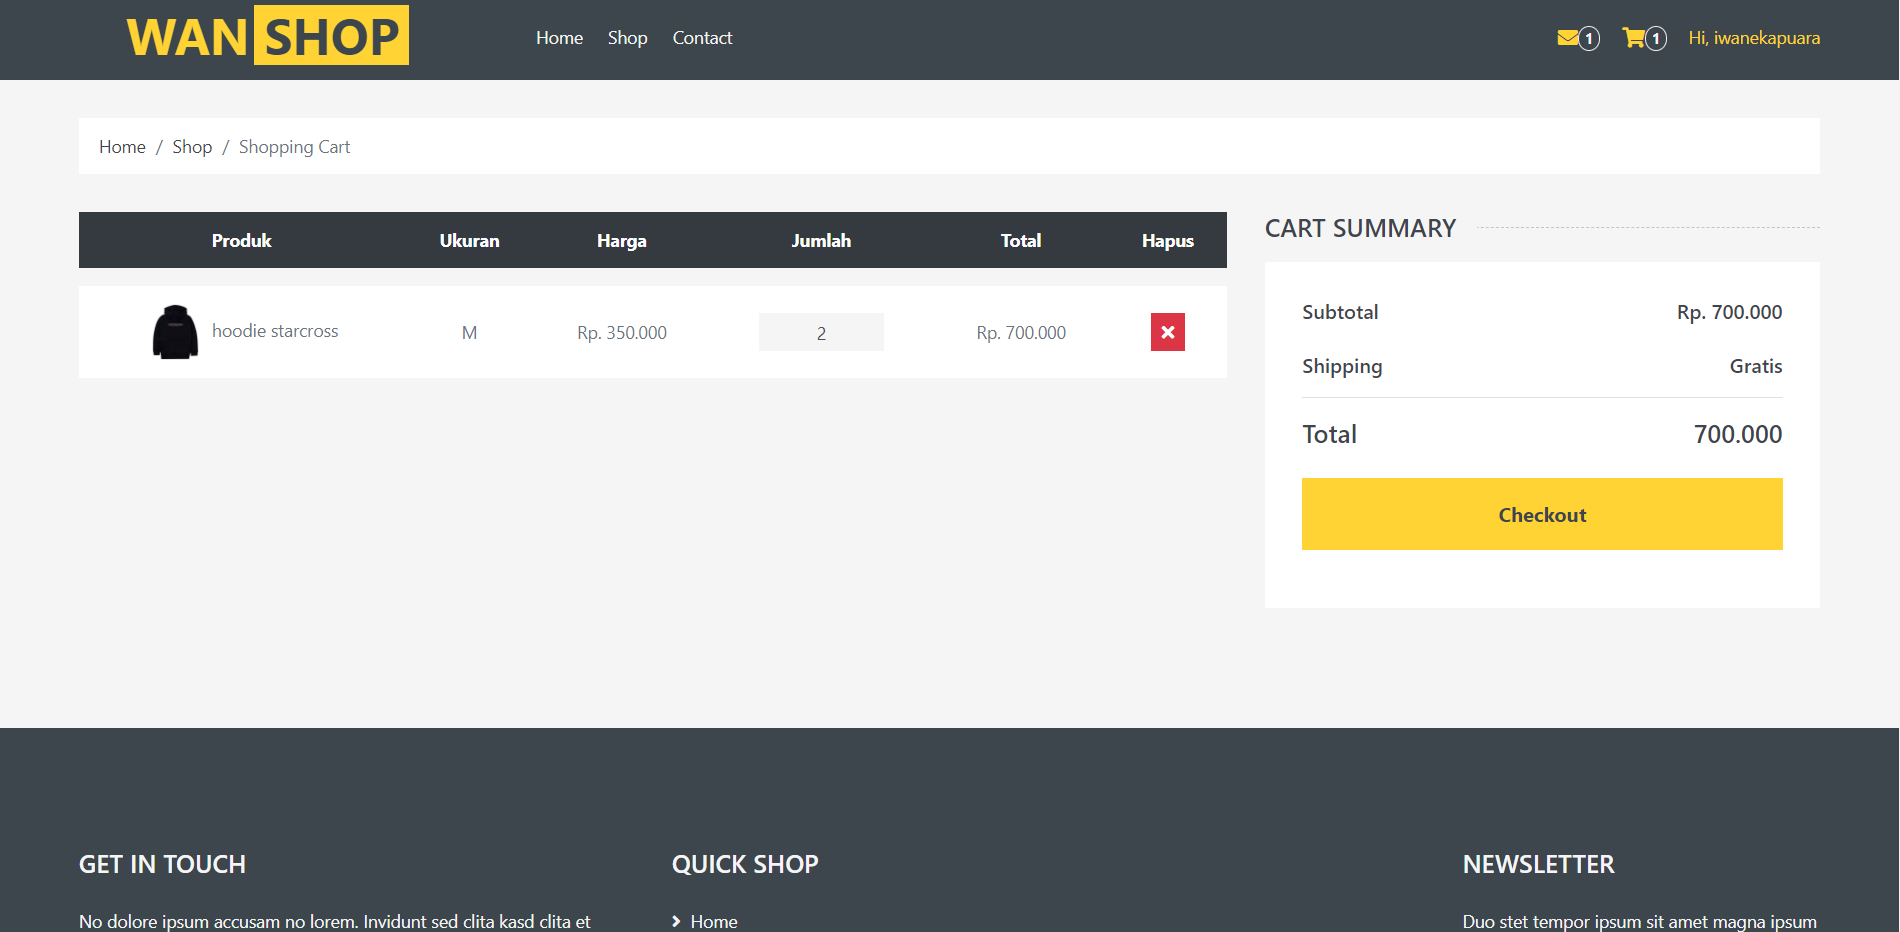 WAN SHOP Home Shop Contact 1 1 Hi, iwanekapuara
Home / Shop / Shopping Cart
Produk Ukuran Harga Jumlah Total Hapus
hoodie starcross M Rp. 350.000 2 Rp. 700.000
CART SUMMARY
Subtotal Rp. 700.000
Shipping Gratis
Total 700.000
Checkout
GET IN TOUCH
No dolore ipsum accusam no lorem. Invidunt sed clita kasd clita et
QUICK SHOP
Home
NEWSLETTER
Duo stet tempor ipsum sit amet magna ipsum